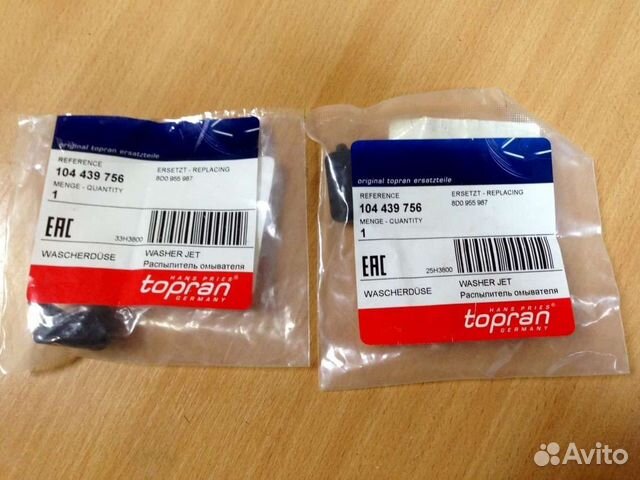 original topran ersatzteile
REFERENCE
104 439 756
MENGE - QUANTITY
1
ERSETZT - REPLACING
8D0 955 987
EAC
33H3800
WASCHERDÜSE
WASHER JET
Распылитель омывателя
HANS PRIES®
topran
GERMANY
original topran ersatzteile
REFERENCE
104 439 756
MENGE - QUANTITY
1
ERSETZT - REPLACING
8D0 955 987
EAC
25H3800
WASCHERDÜSE
WASHER JET
Распылитель омывателя
HANS PRIES®
topran
GERMANY
Avito